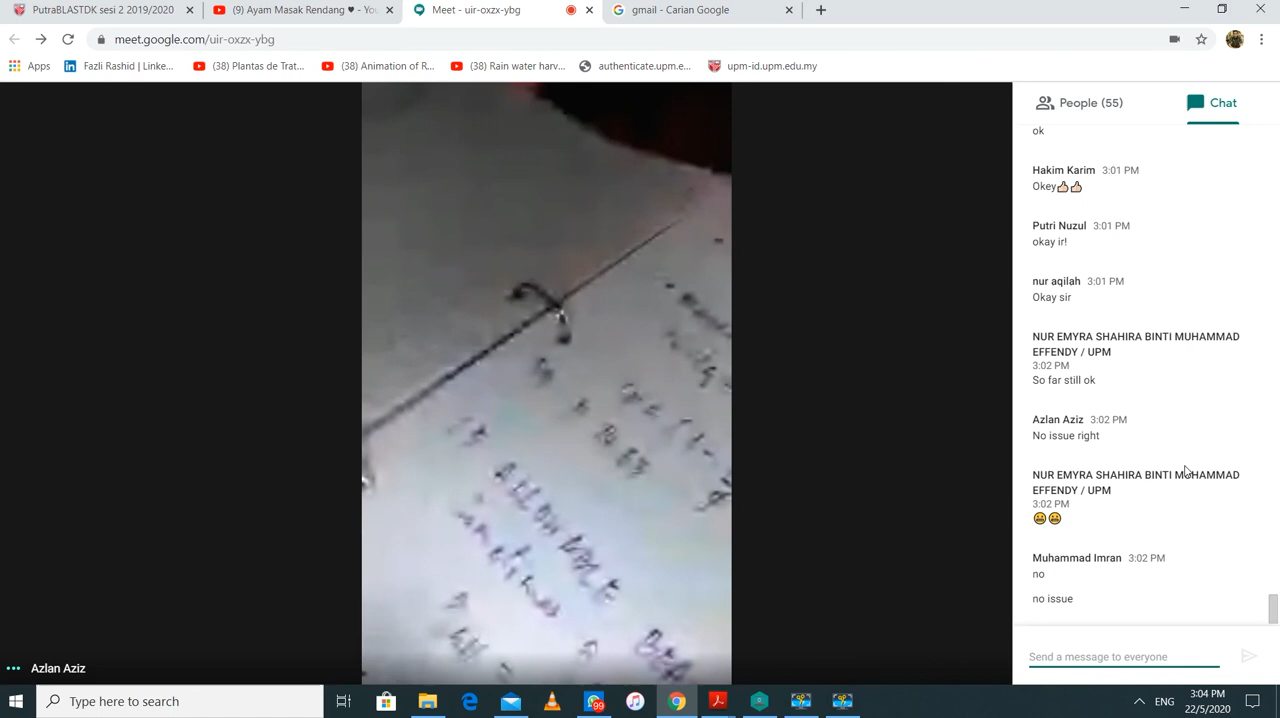 PutraBLASTDK sesi 2 2019/2020
(9) Ayam Masak Rendang ♥ - You
Meet - uir-oxzx-ybg
gmail - Carian Google
meet.google.com/uir-oxzx-ybg
Apps
Fazli Rashid | Linke...
(38) Plantas de Trat...
(38) Animation of R...
(38) Rain water harv...
authenticate.upm.e...
upm-id.upm.edu.my
People (55)
Chat
ok
Hakim Karim 3:01 PM
Okey👍👍
Putri Nuzul 3:01 PM
okay ir!
nur aqilah 3:01 PM
Okay sir
NUR EMYRA SHAHIRA BINTI MUHAMMAD
EFFENDY / UPM
3:02 PM
So far still ok
Azlan Aziz 3:02 PM
No issue right
NUR EMYRA SHAHIRA BINTI MUHAMMAD
EFFENDY / UPM
3:02 PM
Muhammad Imran 3:02 PM
no
no issue
Send a message to everyone
Azlan Aziz
Type here to search
99
ENG
3:04 PM
22/5/2020